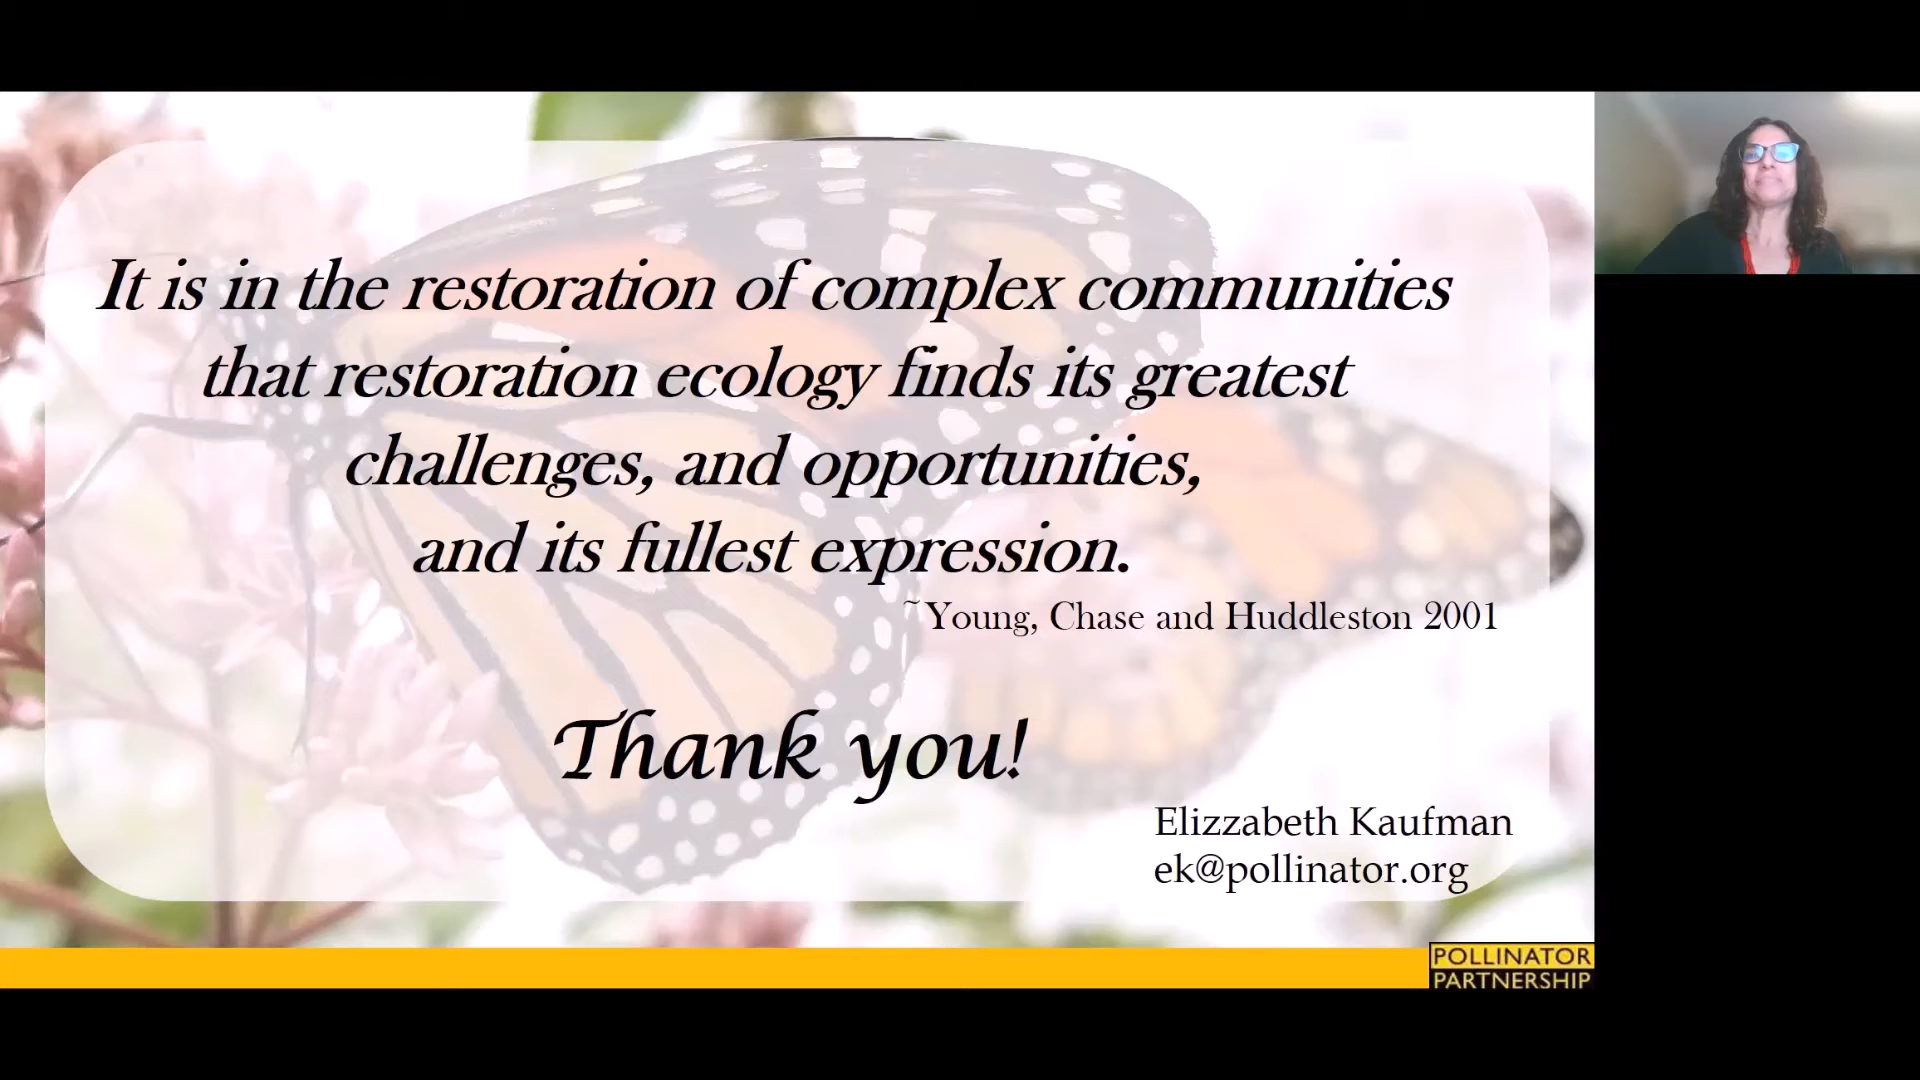 It is in the restoration of complex communities
that restoration ecology finds its greatest
challenges, and opportunities,
and its fullest expression.
~Young, Chase and Huddleston 2001
Thank you!
Elizzabeth Kaufman
ek@pollinator.org
POLLINATOR
PARTNERSHIP